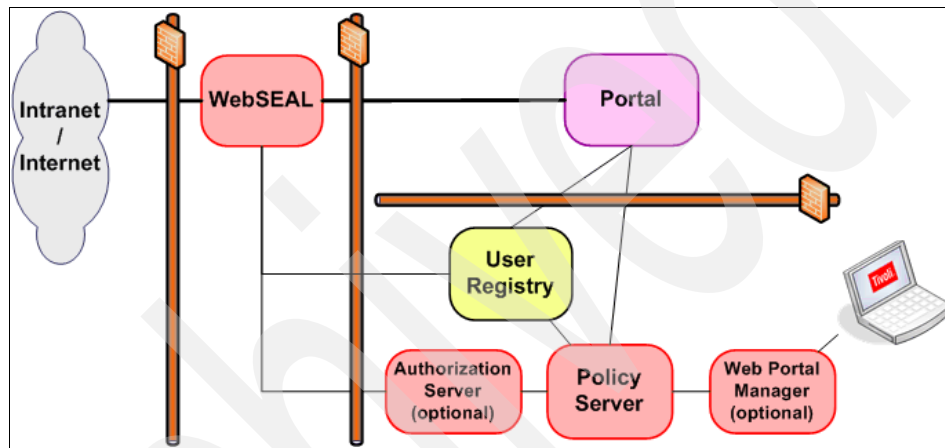 Intranet
/
Internet
WebSEAL
Portal
User
Registry
Tivoli
Authorization
Server
(optional)
Policy
Server
Web Portal
Manager
(optional)